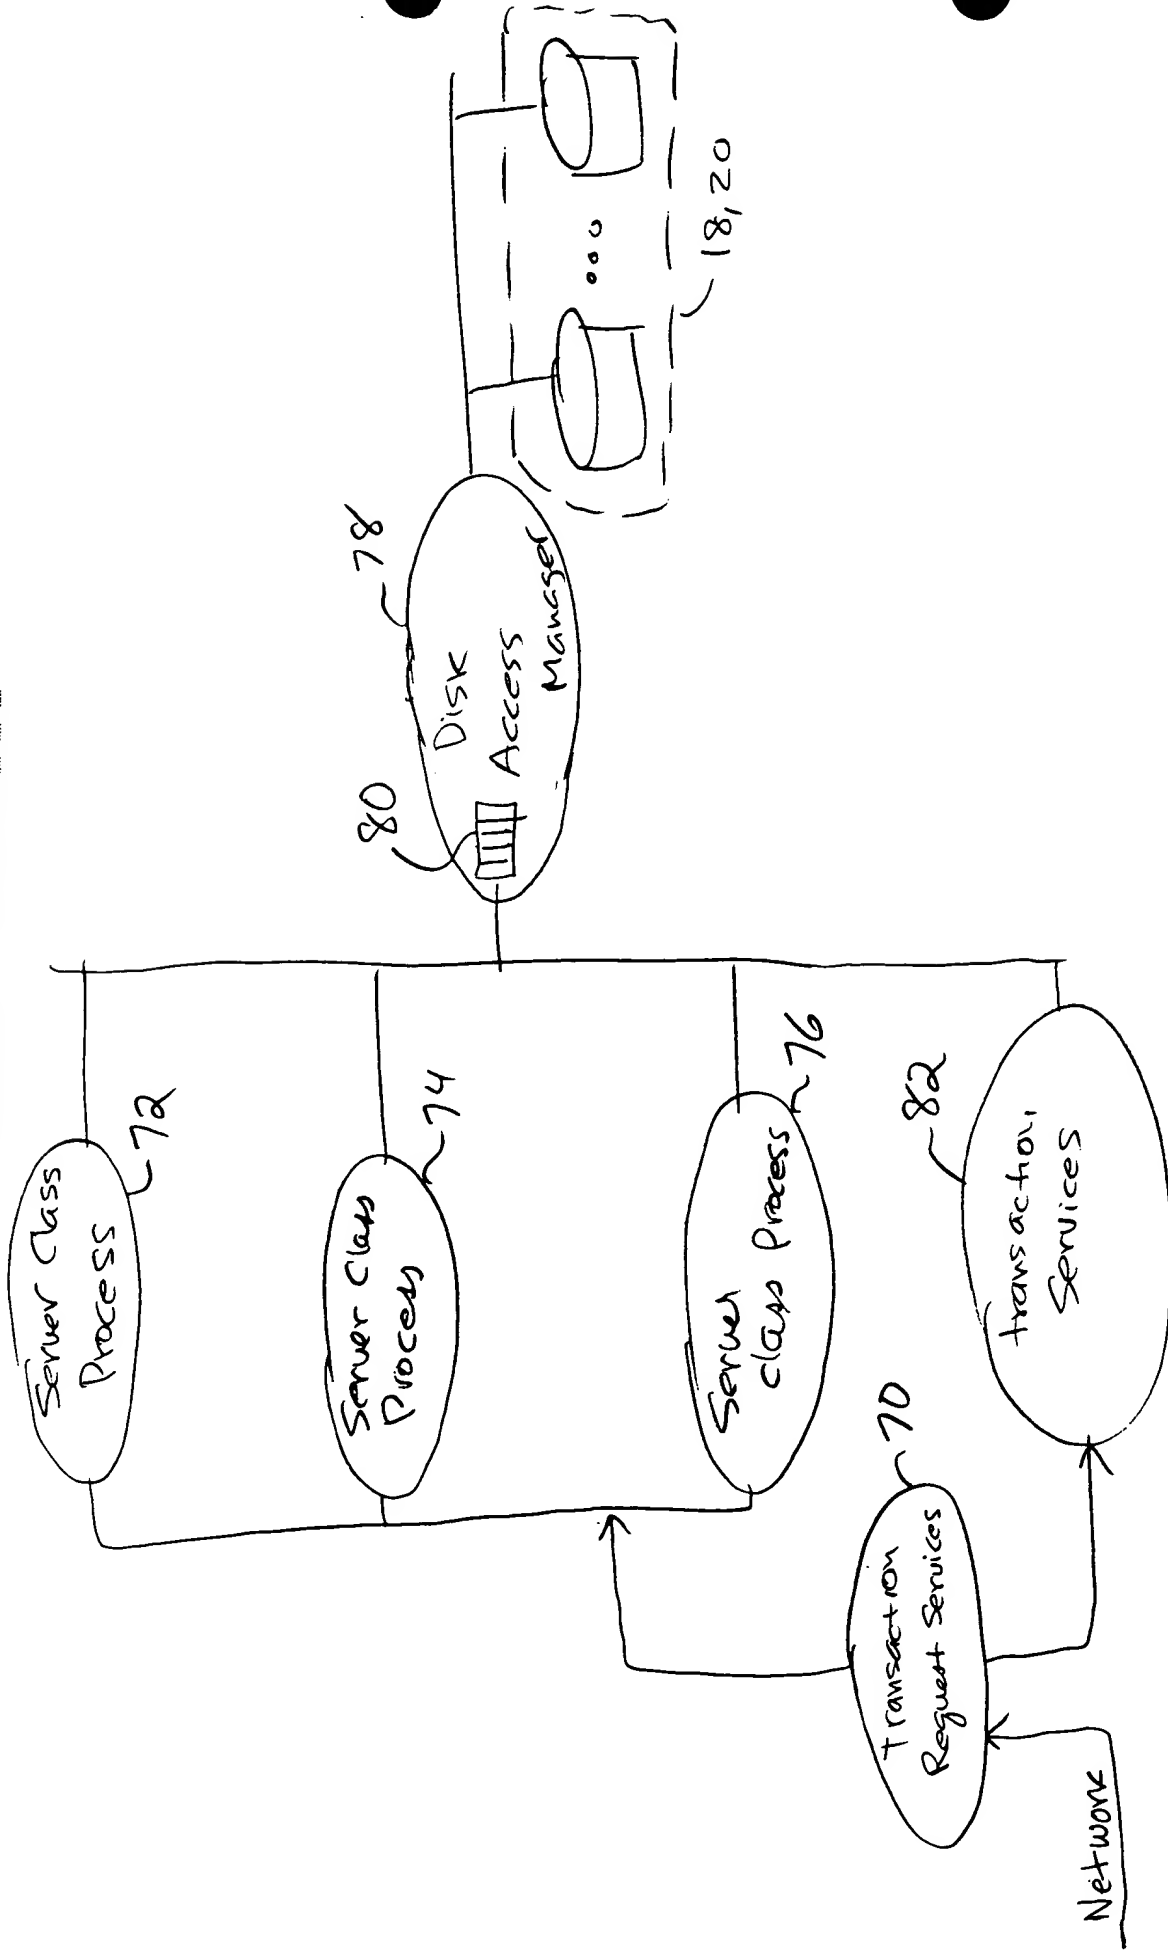 Server Class
Process
72
Server Class
Process
74
Server
Class Process
76
80
78
Disk
Access
Manager
18, 20
Network
Transaction
Request Services
70
transaction
Services
82